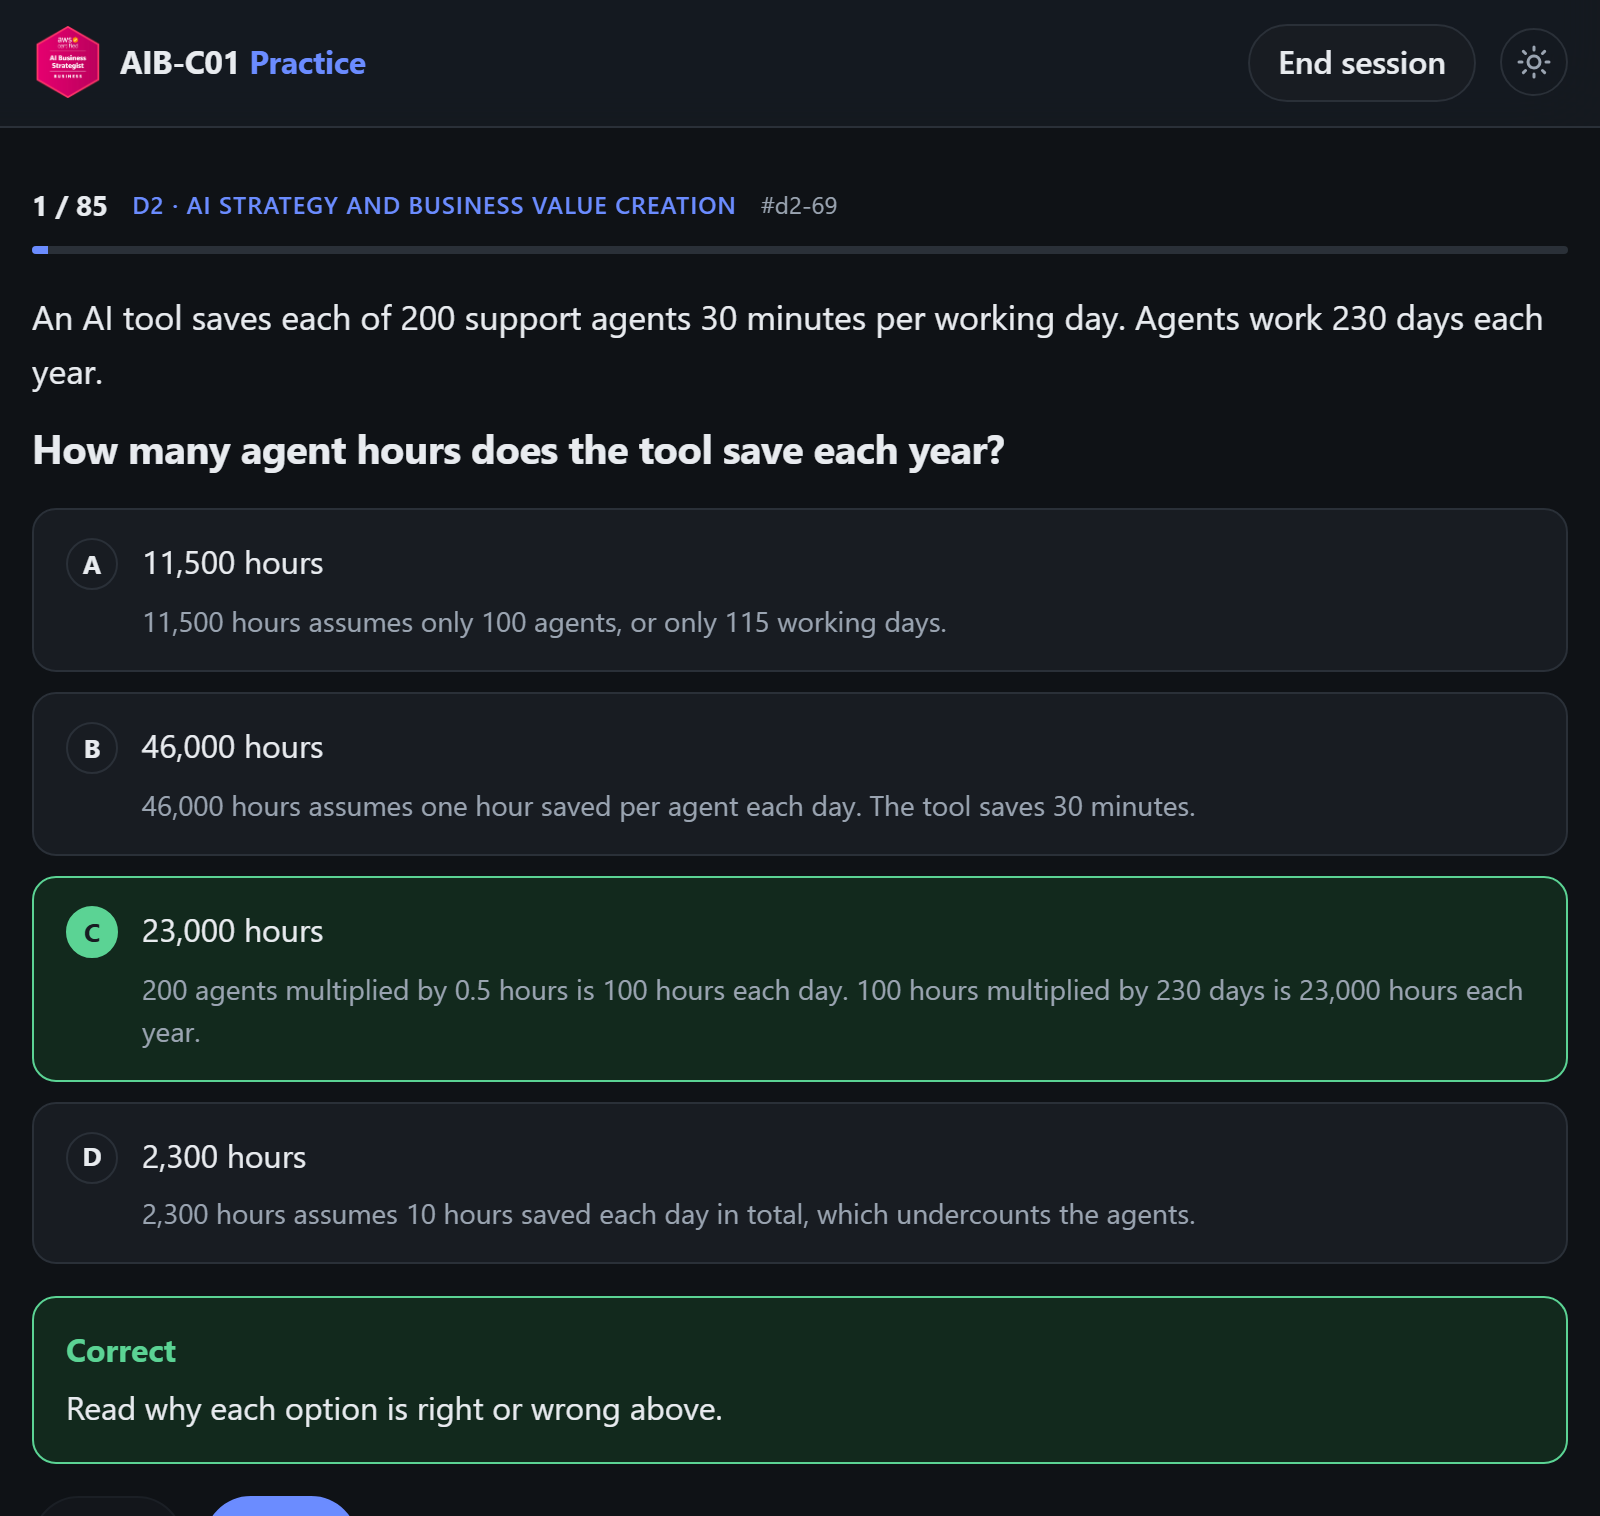 aws
certified
AI Business
Strategist
BUSINESS
AIB-C01 Practice
End session
1 / 85 D2 · AI STRATEGY AND BUSINESS VALUE CREATION #d2-69
An AI tool saves each of 200 support agents 30 minutes per working day. Agents work 230 days each
year.
How many agent hours does the tool save each year?
A 11,500 hours
11,500 hours assumes only 100 agents, or only 115 working days.
B 46,000 hours
46,000 hours assumes one hour saved per agent each day. The tool saves 30 minutes.
C 23,000 hours
200 agents multiplied by 0.5 hours is 100 hours each day. 100 hours multiplied by 230 days is 23,000 hours each
year.
D 2,300 hours
2,300 hours assumes 10 hours saved each day in total, which undercounts the agents.
Correct
Read why each option is right or wrong above.